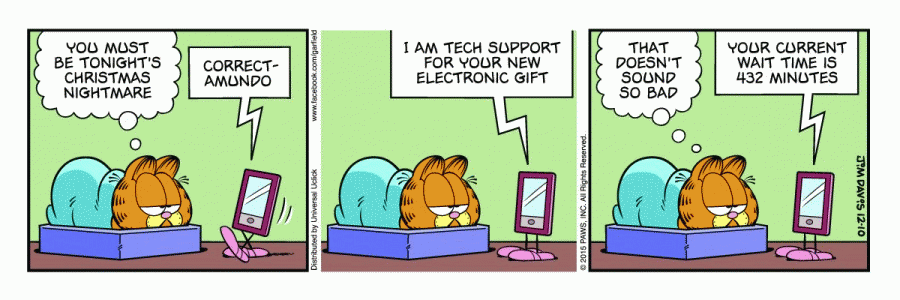 YOU MUST
BE TONIGHT'S
CHRISTMAS
NIGHTMARE
CORRECT-
AMUNDO
www.facebook.com/garfield
Distributed by Universal Uclick
I AM TECH SUPPORT
FOR YOUR NEW
ELECTRONIC GIFT
© 2015 PAWS, INC. All Rights Reserved.
THAT
DOESN'T
SOUND
SO BAD
YOUR CURRENT
WAIT TIME IS
432 MINUTES
JIM DAVIS 12-10